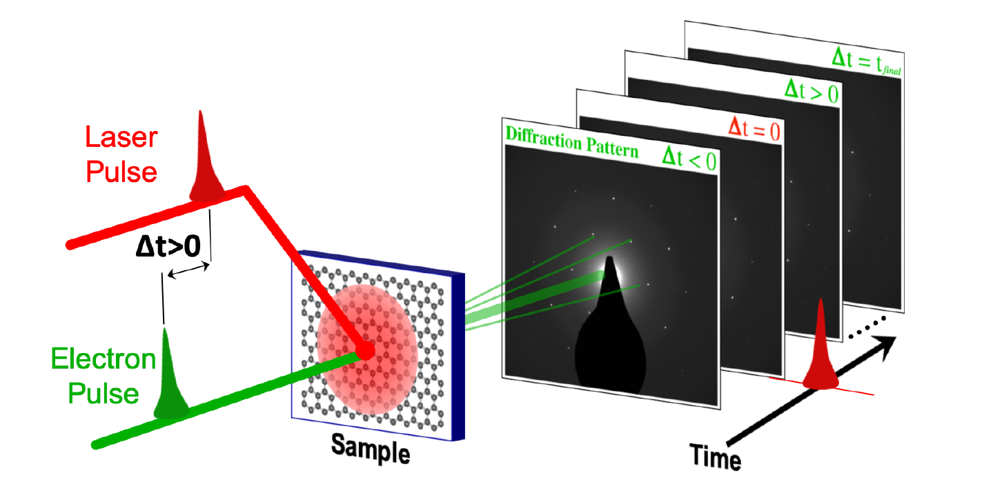 Laser
Pulse
Δt>0
Electron
Pulse
Sample
Diffraction Pattern Δt < 0
Δt = 0
Δt > 0
Δt = t_final
Time